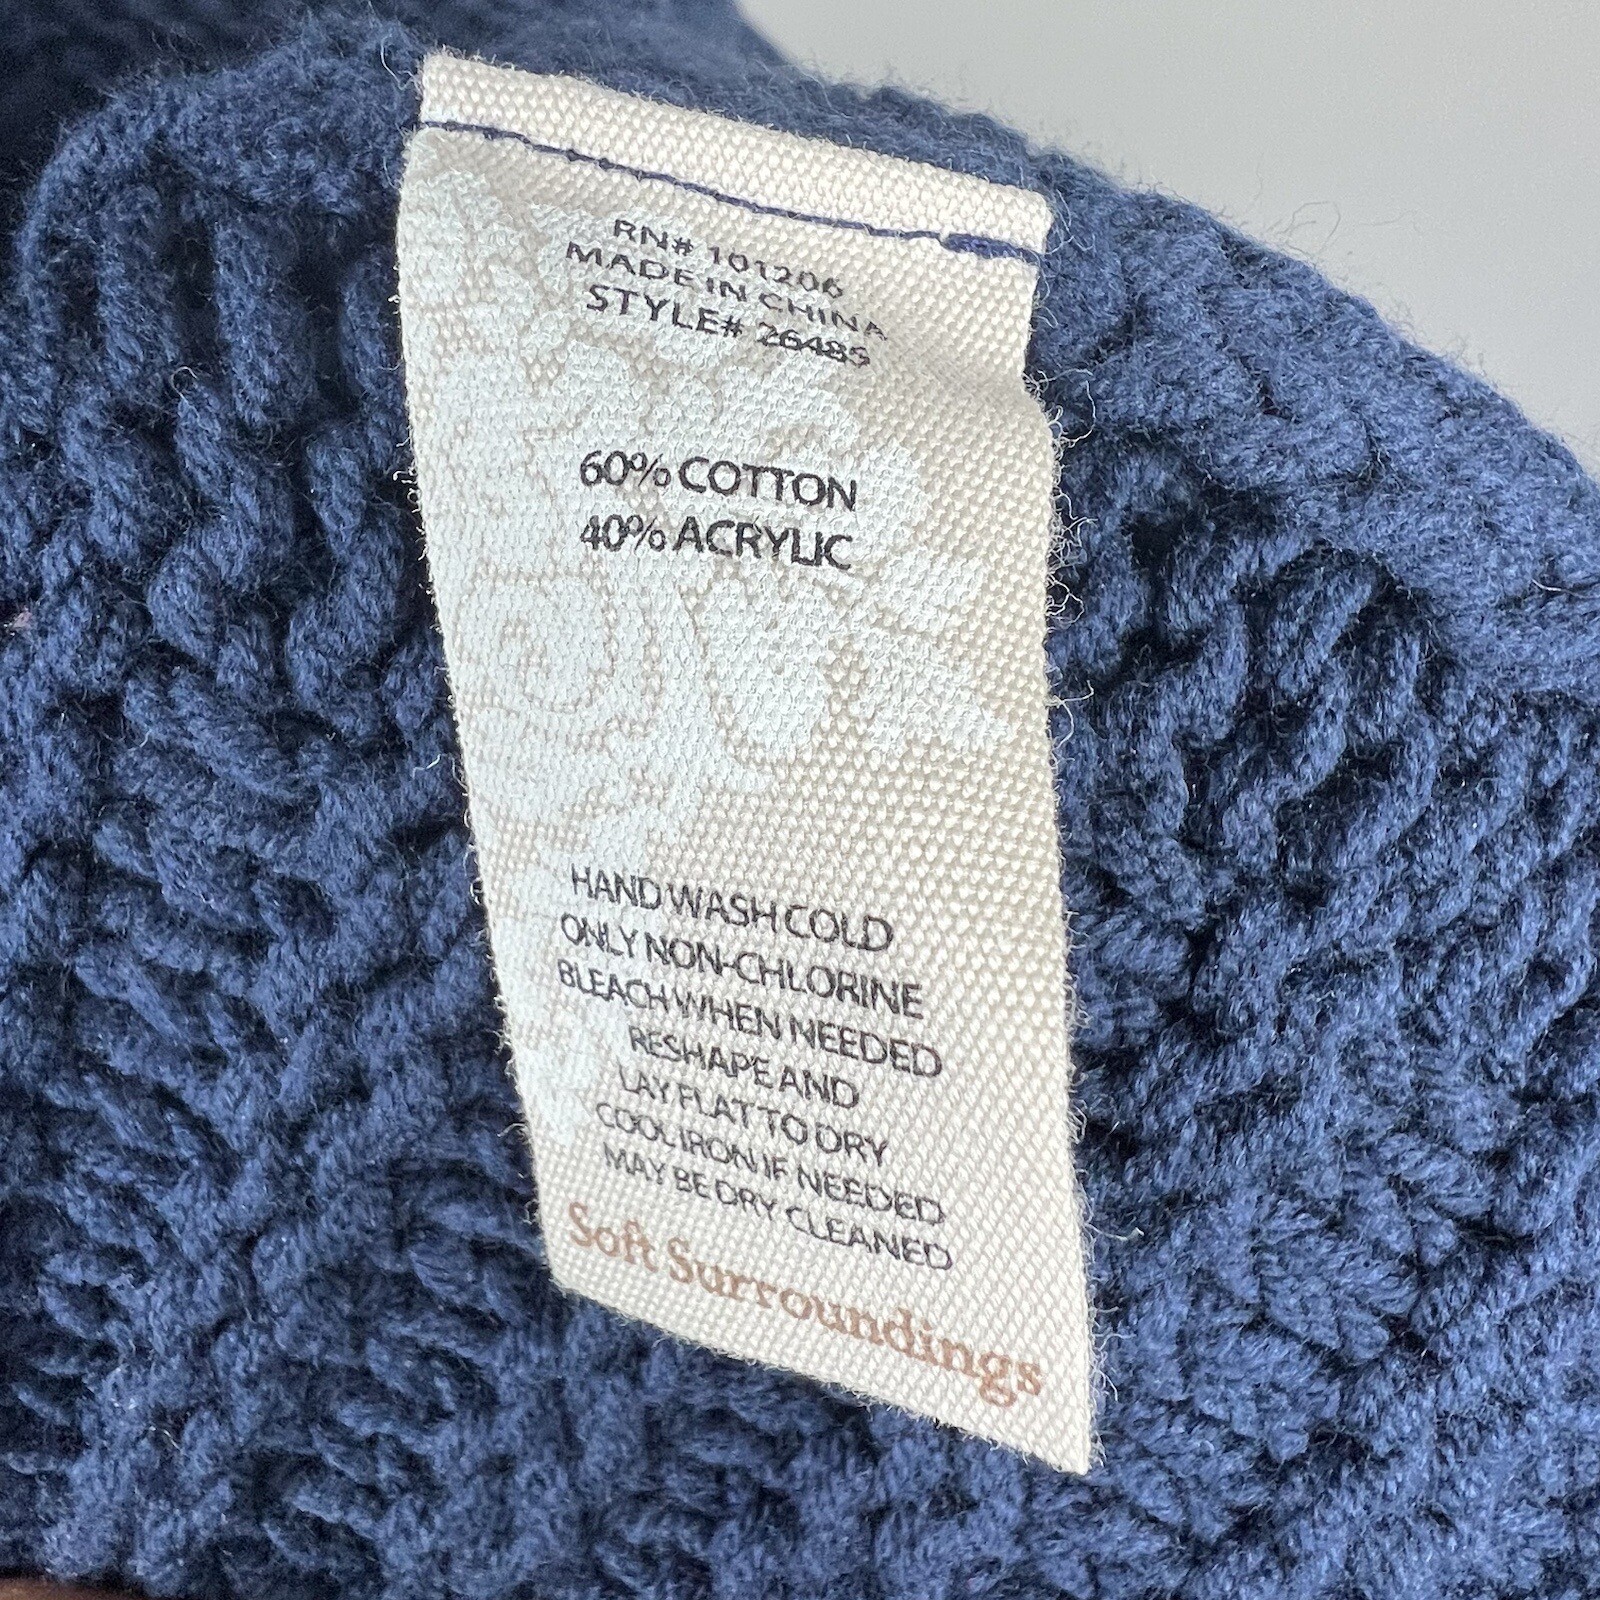 RN# 101206
MADE IN CHINA
STYLE# 26485
60% COTTON
40% ACRYLIC
HAND WASH COLD
ONLY NON-CHLORINE
BLEACH WHEN NEEDED
RESHAPE AND
LAY FLAT TO DRY
COOL IRON IF NEEDED
MAY BE DRY CLEANED
Soft Surroundings